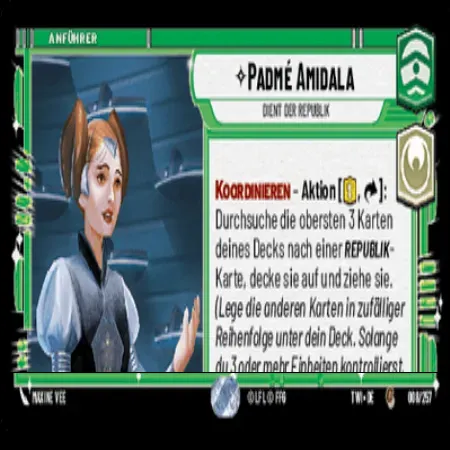 ANFÜHRER
✧PADMÉ AMIDALA
DIENT DER REPUBLIK
KOORDINIEREN - Aktion [1, ↷]:
Durchsuche die obersten 3 Karten
deines Decks nach einer REPUBLIK-
Karte, decke sie auf und ziehe sie.
(Lege die anderen Karten in zufälliger
Reihenfolge unter dein Deck. Solange
du 3 oder mehr Einheiten kontrollierst
MAXINE VEE
© LFL © FFG
TWI • DE
008/257